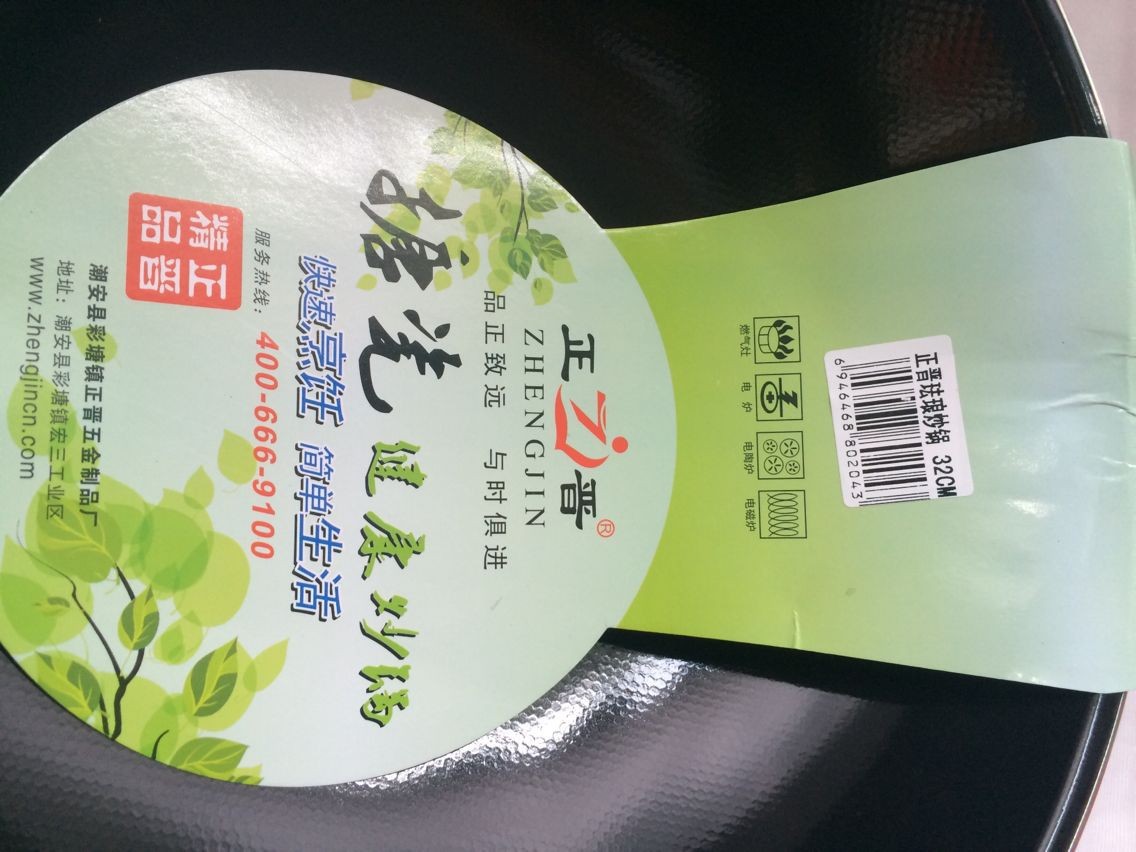 正晋珐琅炒锅 32CM
6946468802043
燃气灶
电炉
电陶炉
电磁炉
正晋®
ZHENGJIN
品正致远 与时俱进
搪瓷
健康炒锅
快速烹饪 简单生活
服务热线：400-666-9100
正晋
精品
潮安县彩塘镇正晋五金制品厂
地址：潮安县彩塘镇宏三工业区
www.zhengjincn.com